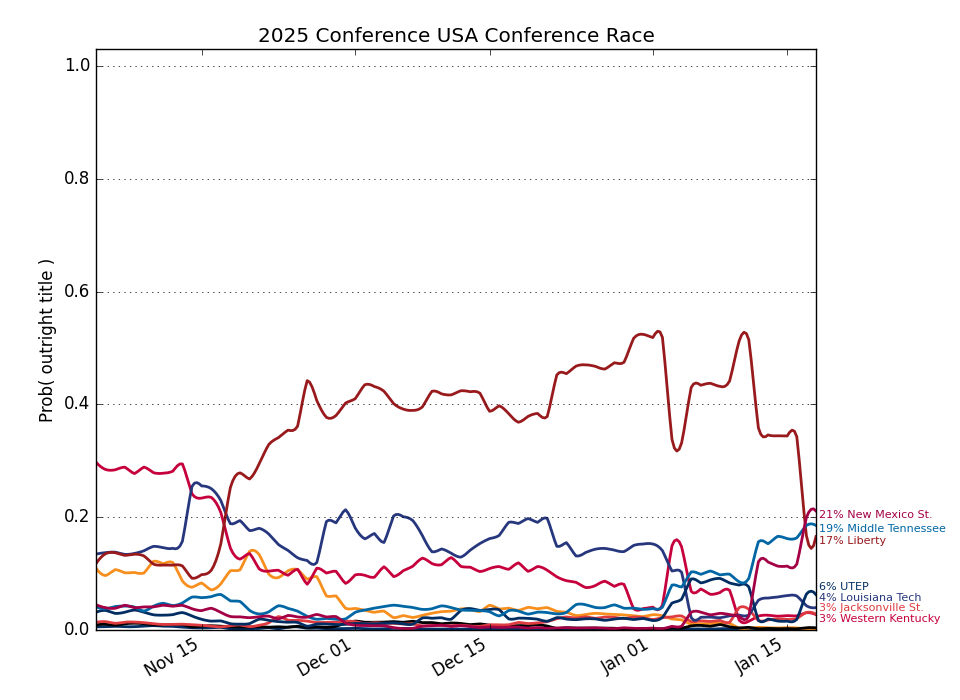 2025 Conference USA Conference Race
Prob( outright title )
1.0
0.8
0.6
0.4
0.2
0.0
Nov 15
Dec 01
Dec 15
Jan 01
Jan 15
21% New Mexico St.
19% Middle Tennessee
17% Liberty
6% UTEP
4% Louisiana Tech
3% Jacksonville St.
3% Western Kentucky